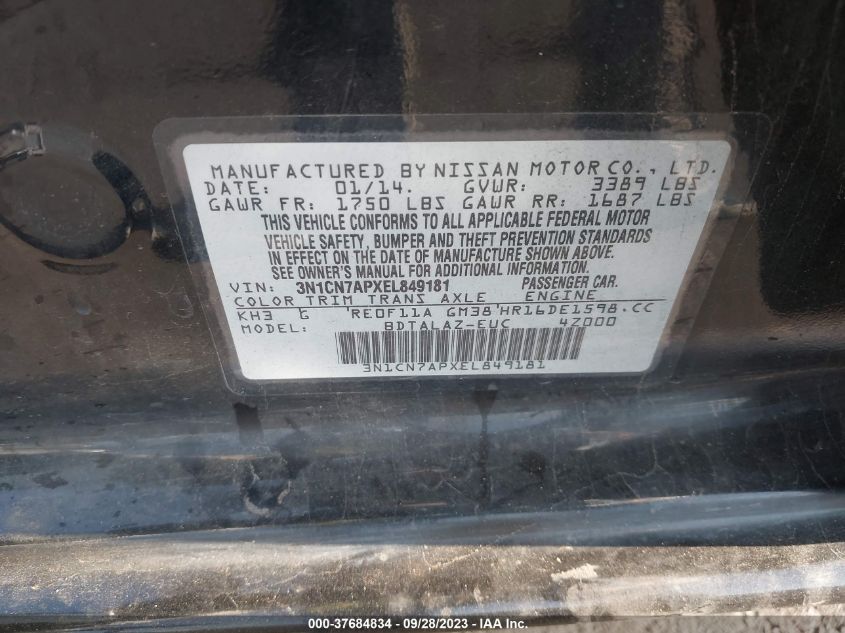 MANUFACTURED BY NISSAN MOTOR CO., LTD.
DATE: 01/14. GVWR: 3389 LBS
GAWR FR: 1750 LBS GAWR RR: 1687 LBS
THIS VEHICLE CONFORMS TO ALL APPLICABLE FEDERAL MOTOR
VEHICLE SAFETY, BUMPER AND THEFT PREVENTION STANDARDS
IN EFFECT ON THE DATE OF MANUFACTURE SHOWN ABOVE.
SEE OWNER'S MANUAL FOR ADDITIONAL INFORMATION.
VIN: 3N1CN7APXEL849181 PASSENGER CAR.
COLOR TRIM TRANS AXLE ENGINE
KH3 G RE0F11A GM38 HR16DE1598.CC
MODEL: BDTALAZ-EUC 4Z000
3N1CN7APXEL849181
000-37684834 | 09/28/2023 - IAA Inc.